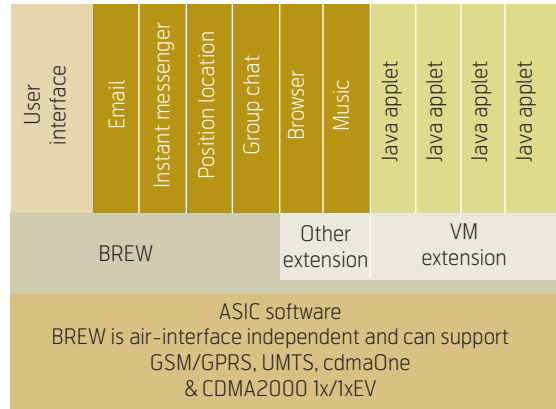 User
interface
Email
Instant messenger
Position location
Group chat
Browser
Music
Java applet
Java applet
Java applet
Java applet
BREW
Other
extension
VM
extension
ASIC software
BREW is air-interface independent and can support
GSM/GPRS, UMTS, cdmaOne
& CDMA2000 1x/1xEV